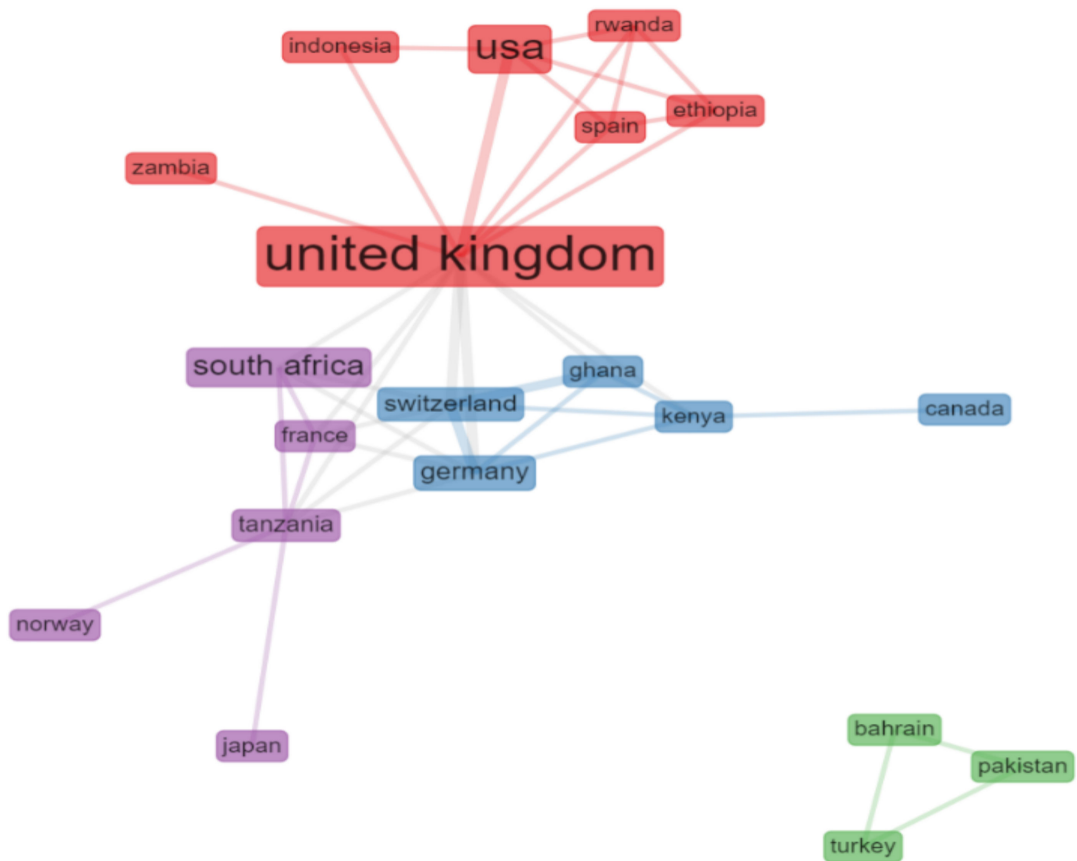 rwanda
indonesia
usa
ethiopia
spain
zambia
united kingdom
south africa
ghana
switzerland
kenya
canada
france
germany
tanzania
norway
bahrain
japan
pakistan
turkey